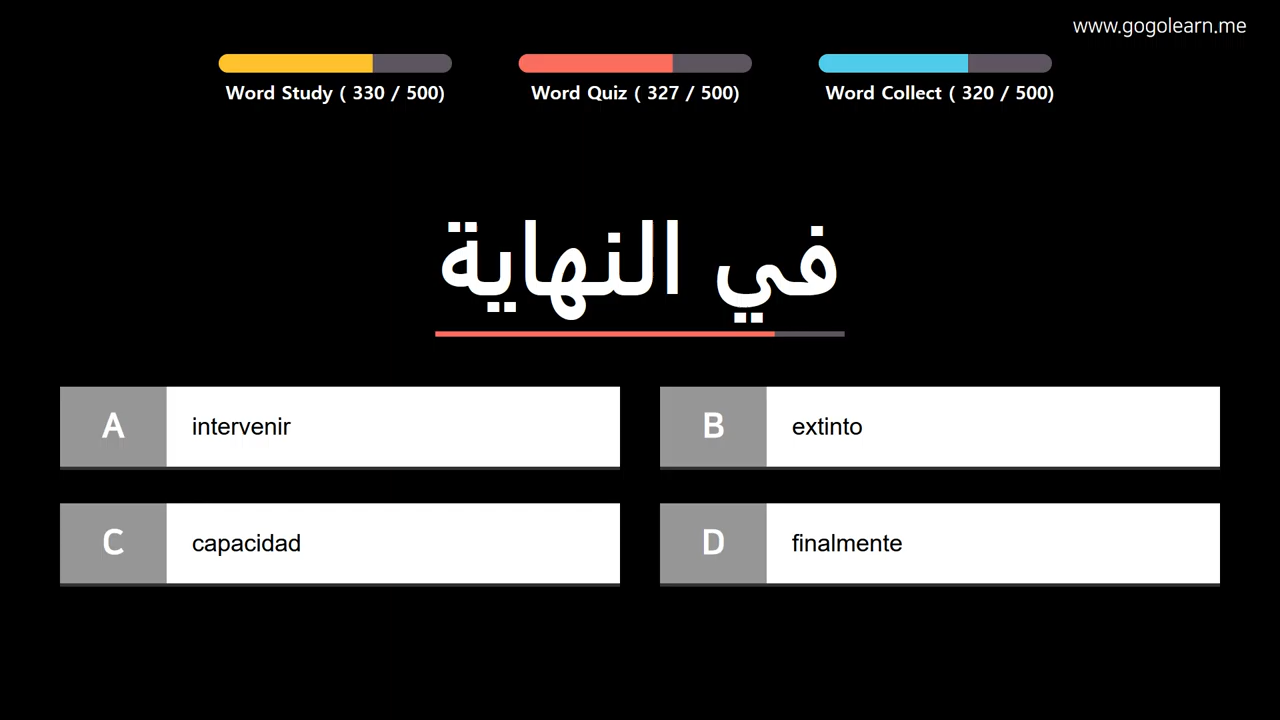 www.gogolearn.me
Word Study ( 330 / 500)
Word Quiz ( 327 / 500)
Word Collect ( 320 / 500)
في النهاية
A intervenir
B extinto
C capacidad
D finalmente